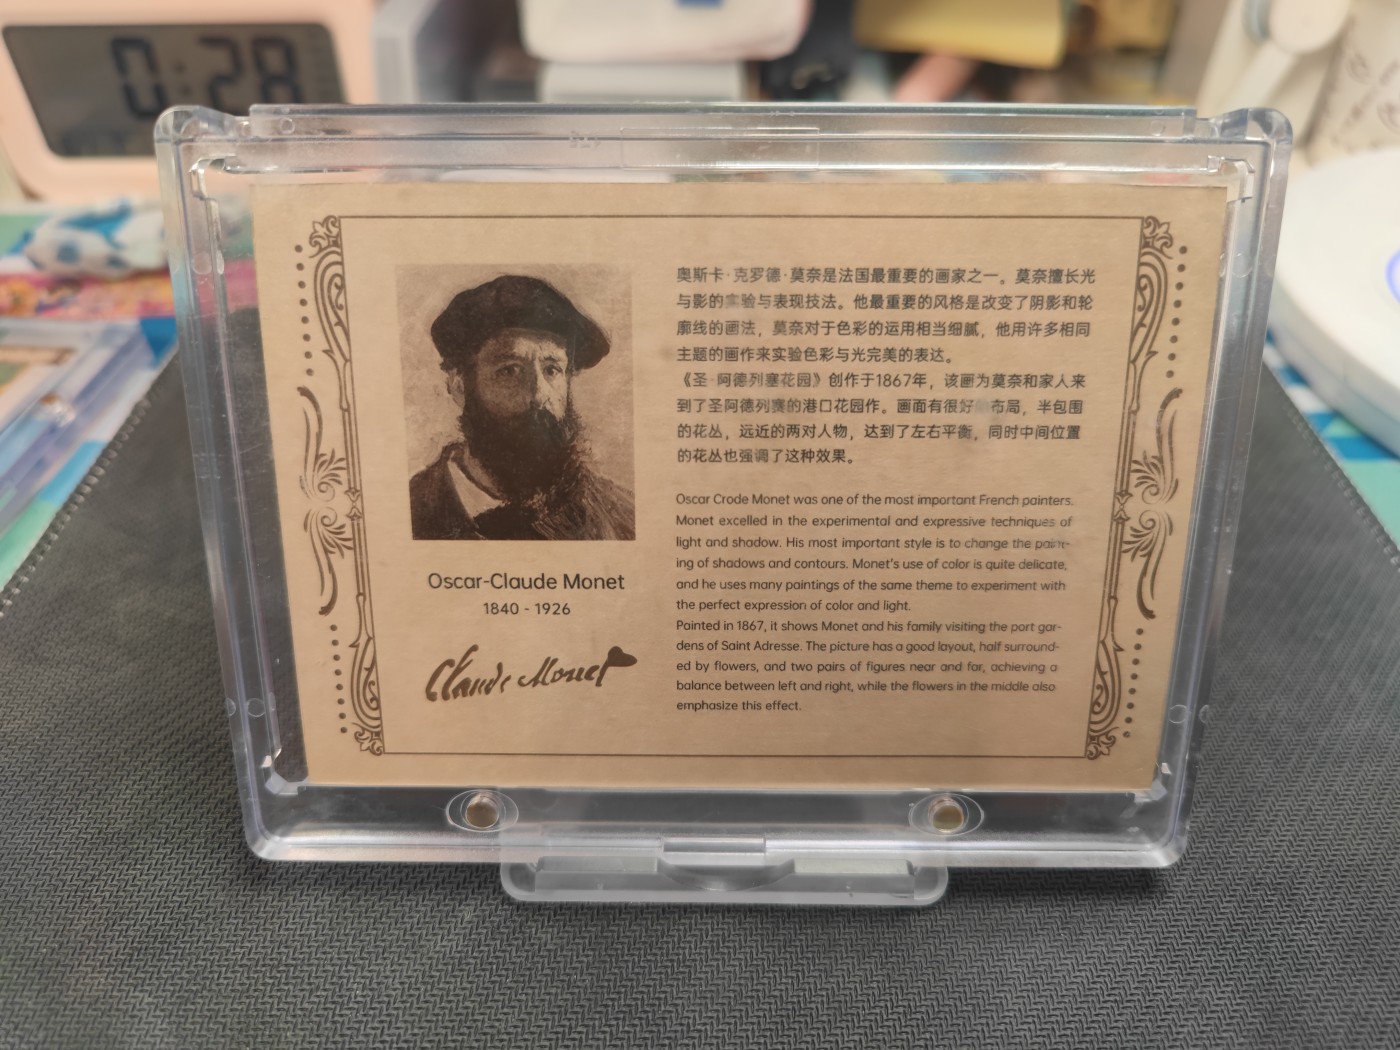 0:28
奥斯卡·克罗德·莫奈是法国最重要的画家之一。莫奈擅长光
与影的实验与表现技法。他最重要的风格是改变了阴影和轮
廓线的画法，莫奈对于色彩的运用相当细腻，他用许多相同
主题的画作来实验色彩与光完美的表达。
《圣·阿德列塞花园》创作于1867年，该画为莫奈和家人来
到了圣阿德列赛的港口花园作。画面有很好布局，半包围
的花丛，远近的两对人物，达到了左右平衡，同时中间位置
的花丛也强调了这种效果。
Oscar Crode Monet was one of the most important French painters.
Monet excelled in the experimental and expressive techniques of
light and shadow. His most important style is to change the paint-
ing of shadows and contours. Monet's use of color is quite delicate,
and he uses many paintings of the same theme to experiment with
the perfect expression of color and light.
Painted in 1867, it shows Monet and his family visiting the port gar-
dens of Saint Adresse. The picture has a good layout, half surround-
ed by flowers, and two pairs of figures near and far, achieving a
balance between left and right, while the flowers in the middle also
emphasize this effect.
Oscar-Claude Monet
1840 - 1926
Claude Monet